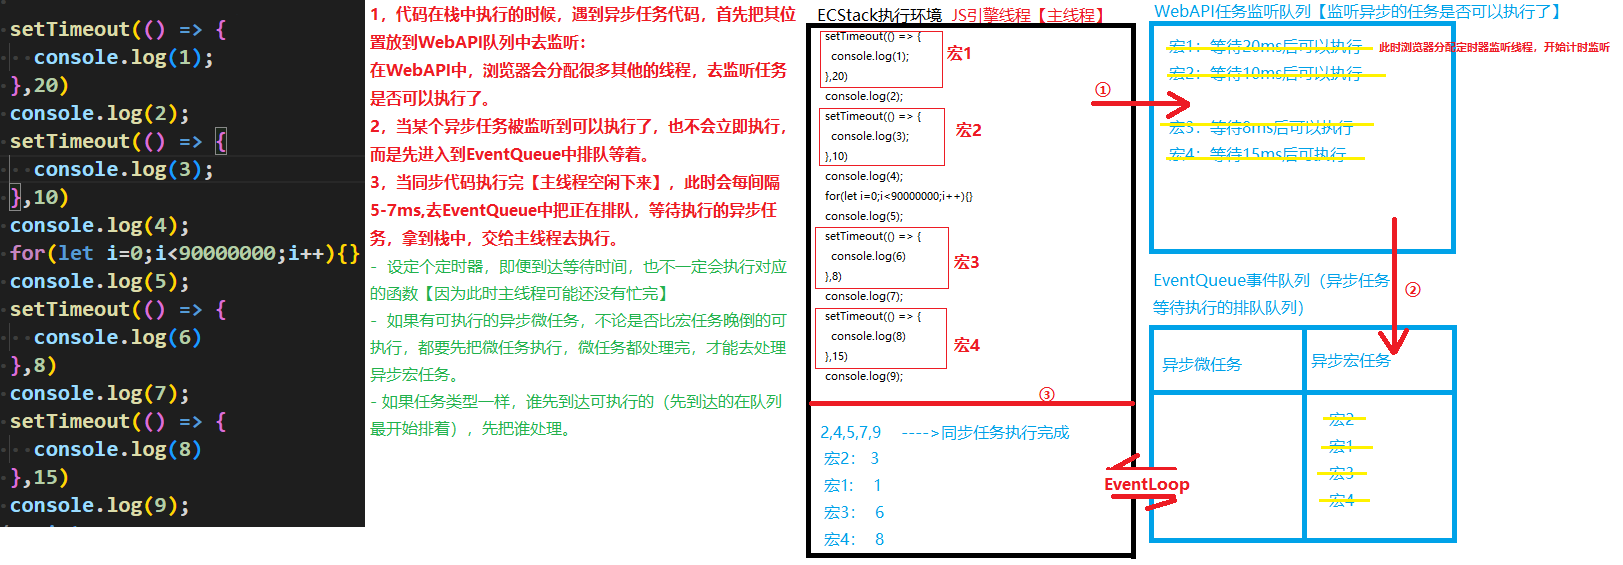 setTimeout(() => {
console.log(1);
},20)
console.log(2);
setTimeout(() => {
console.log(3);
},10)
console.log(4);
for(let i=0;i<90000000;i++){}
console.log(5);
setTimeout(() => {
console.log(6)
},8)
console.log(7);
setTimeout(() => {
console.log(8)
},15)
console.log(9);
1，代码在栈中执行的时候，遇到异步任务代码，首先把其位
置放到WebAPI队列中去监听：
在WebAPI中，浏览器会分配很多其他的线程，去监听任务
是否可以执行了。
2，当某个异步任务被监听到可以执行了，也不会立即执行，
而是先进入到EventQueue中排队等着。
3，当同步代码执行完【主线程空闲下来】，此时会每间隔
5-7ms,去EventQueue中把正在排队，等待执行的异步任
务，拿到栈中，交给主线程去执行。
- 设定个定时器，即便到达等待时间，也不一定会执行对应
的函数【因为此时主线程可能还没有忙完】
- 如果有可执行的异步微任务，不论是否比宏任务晚倒的可
执行，都要先把微任务执行，微任务都处理完，才能去处理
异步宏任务。
- 如果任务类型一样，谁先到达可执行的（先到达的在队列
最开始排着），先把谁处理。
ECStack执行环境 JS引擎线程【主线程】
setTimeout(() => {
console.log(1);
},20)
宏1
console.log(2);
setTimeout(() => {
console.log(3);
},10)
宏2
console.log(4);
for(let i=0;i<90000000;i++){}
console.log(5);
setTimeout(() => {
console.log(6)
},8)
宏3
console.log(7);
setTimeout(() => {
console.log(8)
},15)
宏4
console.log(9);
①
③
2,4,5,7,9 ---->同步任务执行完成
宏2： 3
宏1： 1
宏3： 6
宏4： 8
EventLoop
WebAPI任务监听队列【监听异步的任务是否可以执行了】
宏1：等待20ms后可以执行 此时浏览器分配定时器监听线程，开始计时监听
宏2：等待10ms后可以执行
宏3：等待8ms后可以执行
宏4：等待15ms后可执行
②
EventQueue事件队列（异步任务
等待执行的排队队列）
异步微任务 异步宏任务
宏2
宏1
宏3
宏4